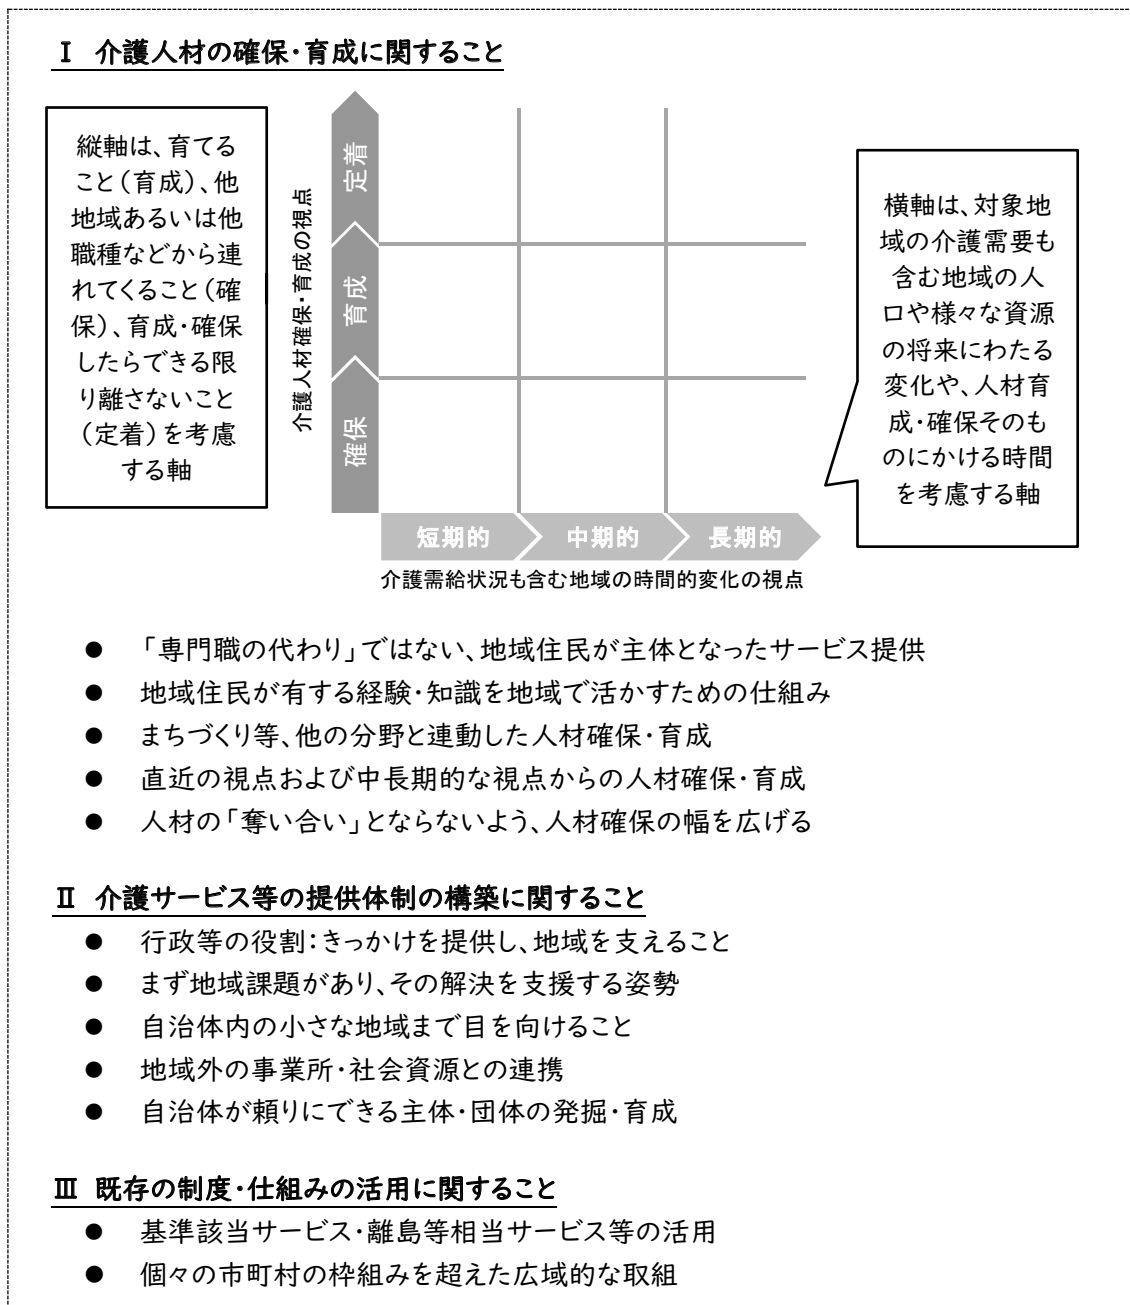 Ⅰ 介護人材の確保・育成に関すること
縦軸は、育てる
こと(育成)、他
地域あるいは他
職種などから連
れてくること(確
保)、育成・確保
したらできる限
り離さないこと
(定着)を考慮
する軸
介護人材確保・育成の視点
定着
育成
確保
横軸は、対象地
域の介護需要も
含む地域の人
口や様々な資源
の将来にわたる
変化や、人材育
成・確保そのも
のにかける時間
を考慮する軸
短期的 中期的 長期的
介護需給状況も含む地域の時間的変化の視点
● 「専門職の代わり」ではない、地域住民が主体となったサービス提供
● 地域住民が有する経験・知識を地域で活かすための仕組み
● まちづくり等、他の分野と連動した人材確保・育成
● 直近の視点および中長期的な視点からの人材確保・育成
● 人材の「奪い合い」とならないよう、人材確保の幅を広げる
Ⅱ 介護サービス等の提供体制の構築に関すること
● 行政等の役割：きっかけを提供し、地域を支えること
● まず地域課題があり、その解決を支援する姿勢
● 自治体内の小さな地域まで目を向けること
● 地域外の事業所・社会資源との連携
● 自治体が頼りにできる主体・団体の発掘・育成
Ⅲ 既存の制度・仕組みの活用に関すること
● 基準該当サービス・離島等相当サービス等の活用
● 個々の市町村の枠組みを超えた広域的な取組